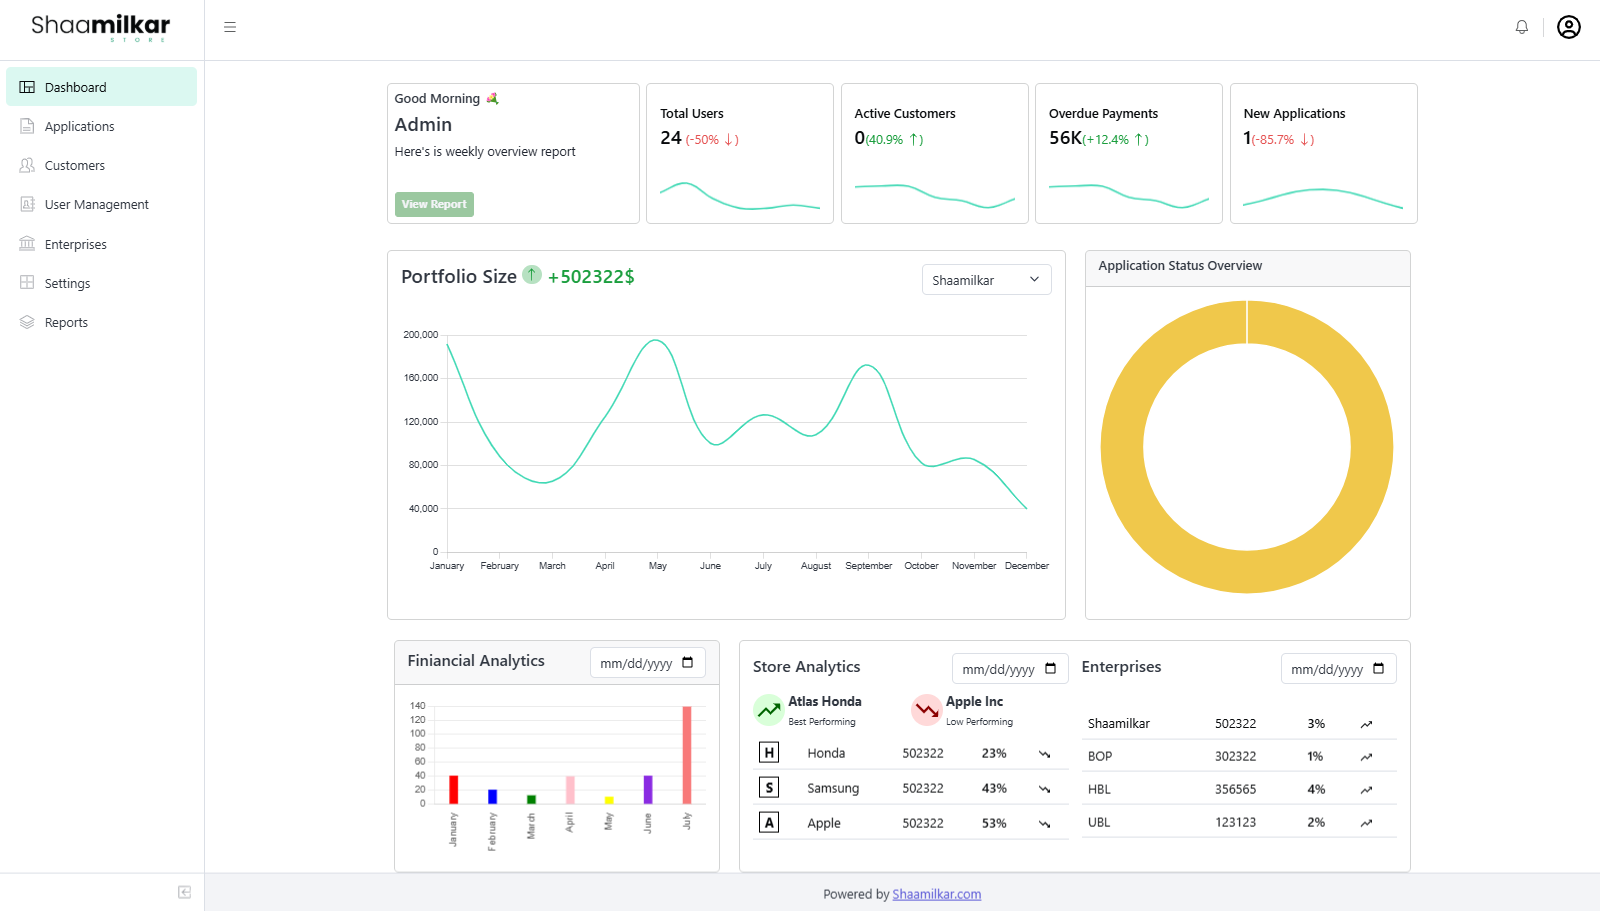 Shaamilkar
STORE
Dashboard
Applications
Customers
User Management
Enterprises
Settings
Reports
Good Morning
Admin
Here's is weekly overview report
View Report
Total Users
24 (-50% ↓)
Active Customers
0(40.9% ↑)
Overdue Payments
56K(+12.4% ↑)
New Applications
1(-85.7% ↓)
Portfolio Size ↑ +502322$
Shaamilkar
200,000
160,000
120,000
80,000
40,000
0
January February March April May June July August September October November December
Application Status Overview
Finiancial Analytics
mm/dd/yyyy
140
120
100
80
60
40
20
0
January February March April May June July
Store Analytics
mm/dd/yyyy
Atlas Honda
Best Performing
Apple Inc
Low Performing
H Honda 502322 23%
S Samsung 502322 43%
A Apple 502322 53%
Enterprises
mm/dd/yyyy
Shaamilkar 502322 3%
BOP 302322 1%
HBL 356565 4%
UBL 123123 2%
Powered by Shaamilkar.com